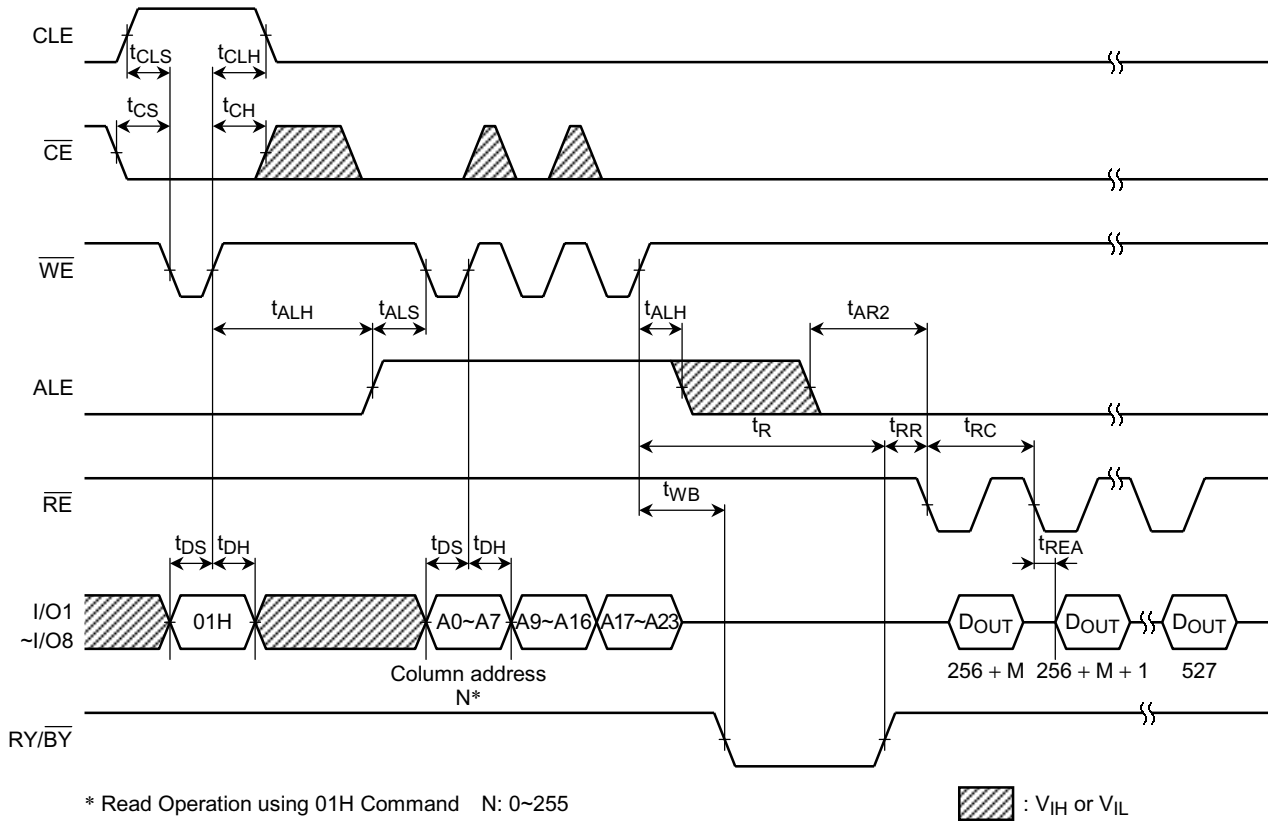 CLE
tCLS
tCLH
tCS
tCH
CE
WE
tALH
tALS
tALH
tAR2
ALE
tR
tRR
tRC
RE
tWB
tDS
tDH
tDS
tDH
tREA
I/O1
~I/O8
01H
A0~A7
A9~A16
A17~A23
DOUT
DOUT
DOUT
Column address
N*
256 + M
256 + M + 1
527
RY/BY
* Read Operation using 01H Command N: 0~255
: VIH or VIL